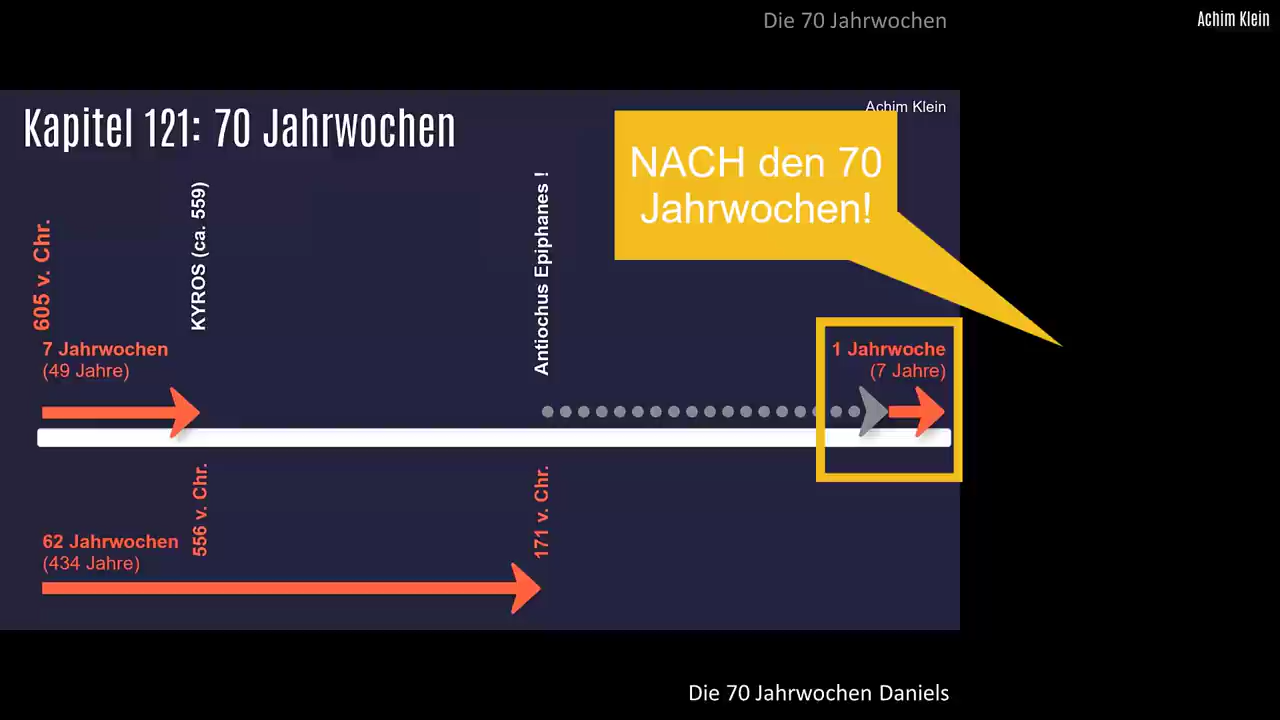 Die 70 Jahrwochen
Achim Klein
Kapitel 121: 70 Jahrwochen
Achim Klein
NACH den 70
Jahrwochen!
605 v. Chr.
KYROS (ca. 559)
Antiochus Epiphanes !
7 Jahrwochen
(49 Jahre)
1 Jahrwoche
(7 Jahre)
556 v. Chr.
171 v. Chr.
62 Jahrwochen
(434 Jahre)
Die 70 Jahrwochen Daniels